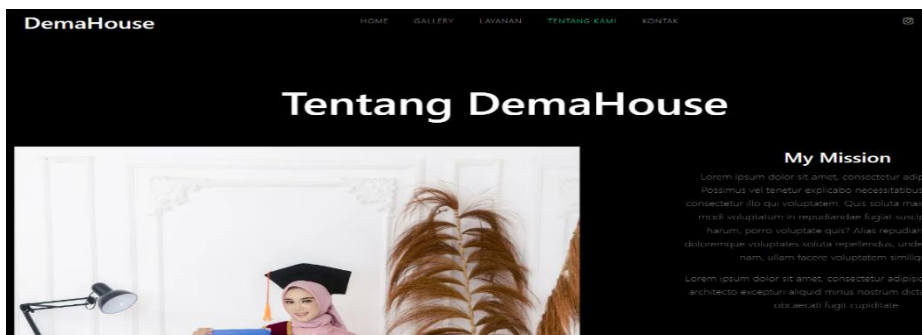 DemaHouse
HOME GALLERY LAYANAN TENTANG KAMI KONTAK
Tentang DemaHouse
My Mission
Lorem ipsum dolor sit amet, consectetur adip
Possimus vel tenetur explicabo necessitatibus
consectetur illo qui voluptatem. Quis soluta
modi voluptatum in repudiandae fugiat suscip
harum, porro voluptate quis? Alias repudian
doloremque voluptates soluta repellendus, unde
nam, ullam facere voluptatem similiq
Lorem ipsum dolor sit amet, consectetur adipisic
architecto excepturi aliquid minus nostrum dicta
obcaecati fugit cupiditate